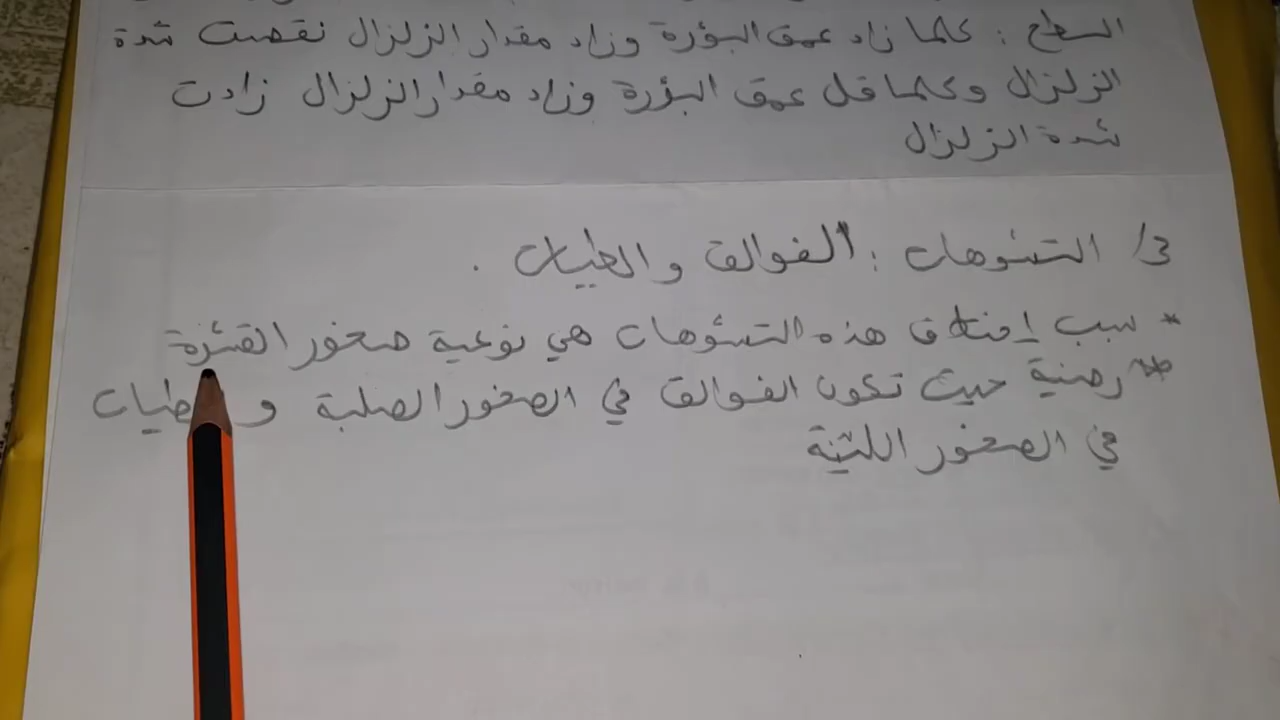 السطح : كلما زاد عمق البؤرة وزاد مقدار الزلزال نقصت شدة
الزلزال وكلما قل عمق البؤرة وزاد مقدار الزلزال زادت
شدة الزلزال
3/ التشوهات : الفوالق والطيات .
* سبب إختلاف هذه التشوهات هي نوعية صخور القشرة
** رضية حيث تكون الفوالق في الصخور الصلبة و طيات
في الصخور اللينة